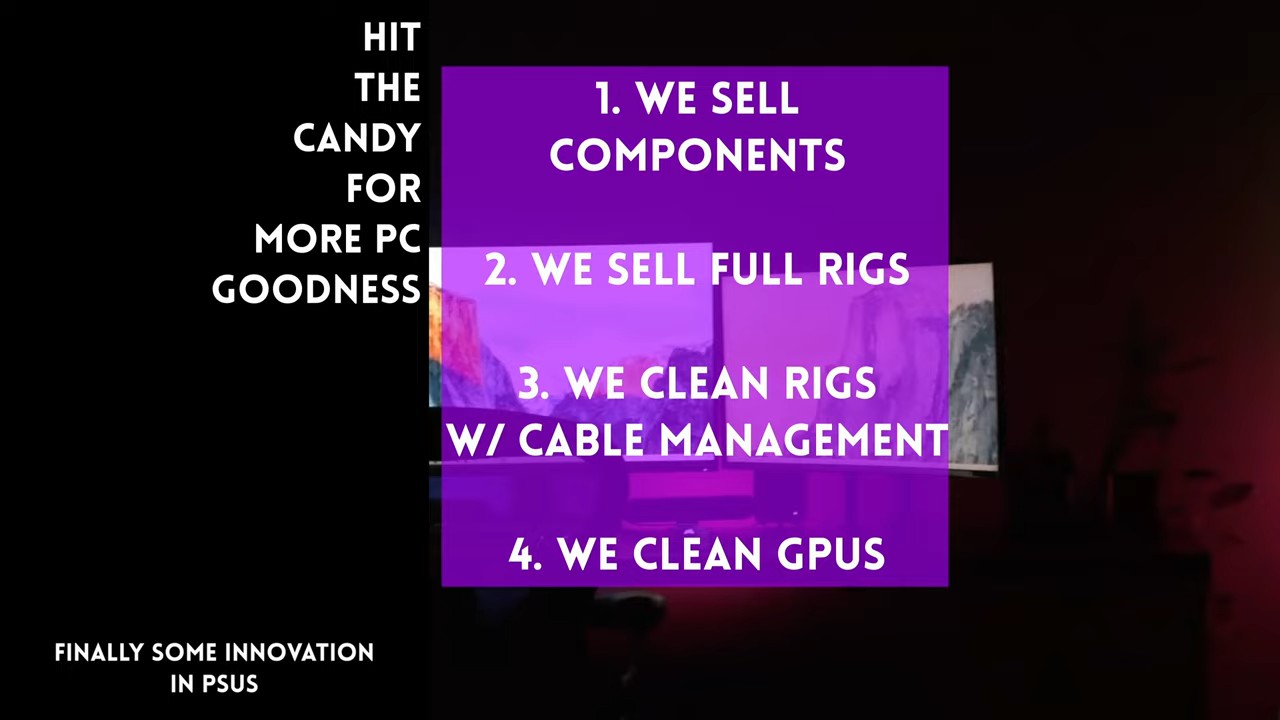 HIT
THE
CANDY
FOR
MORE PC
GOODNESS
1. WE SELL
COMPONENTS
2. WE SELL FULL RIGS
3. WE CLEAN RIGS
W/ CABLE MANAGEMENT
4. WE CLEAN GPUS
FINALLY SOME INNOVATION
IN PSUS